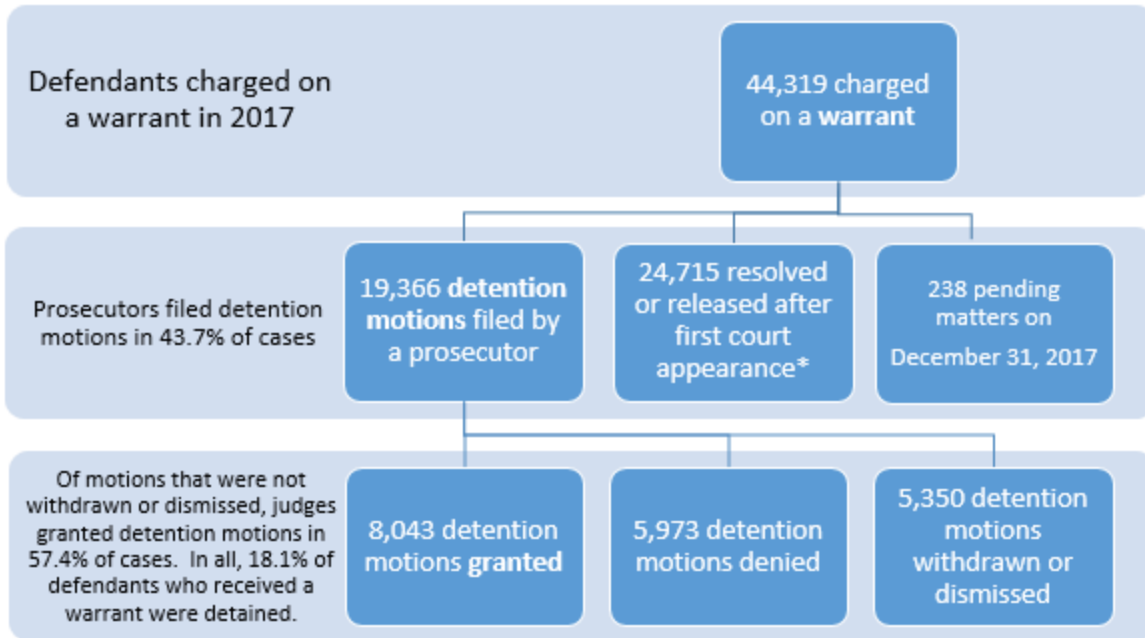 Defendants charged on
a warrant in 2017
44,319 charged
on a warrant
Prosecutors filed detention
motions in 43.7% of cases
19,366 detention
motions filed by
a prosecutor
24,715 resolved
or released after
first court
appearance*
238 pending
matters on
December 31, 2017
Of motions that were not
withdrawn or dismissed, judges
granted detention motions in
57.4% of cases.  In all, 18.1% of
defendants who received a
warrant were detained.
8,043 detention
motions granted
5,973 detention
motions denied
5,350 detention
motions
withdrawn or
dismissed